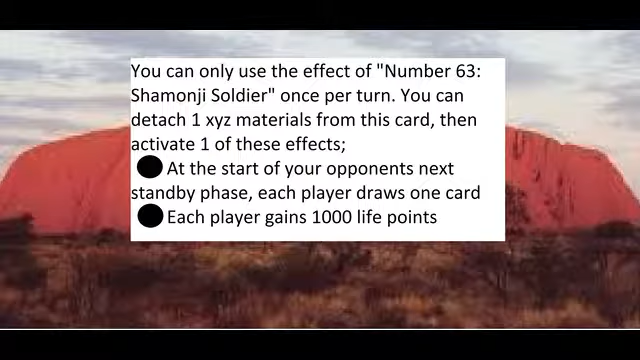 You can only use the effect of "Number 63:
Shamonji Soldier" once per turn. You can
detach 1 xyz materials from this card, then
activate 1 of these effects;
● At the start of your opponents next
standby phase, each player draws one card
● Each player gains 1000 life points